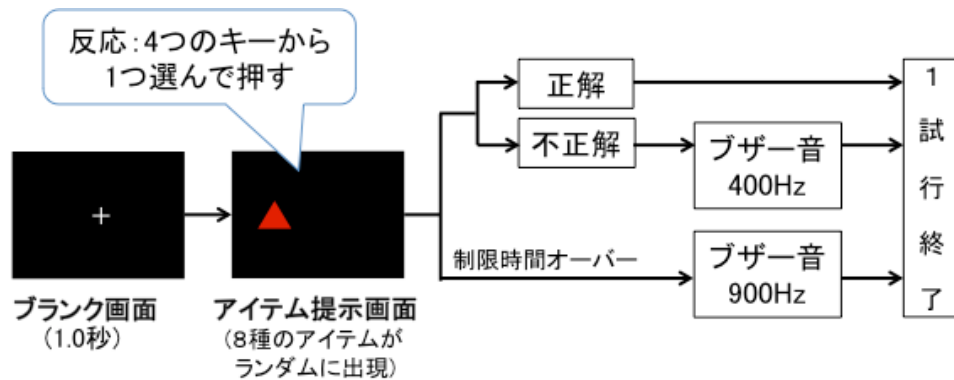 反応：4つのキーから
1つ選んで押す
正解
不正解
ブザー音
400Hz
制限時間オーバー
ブザー音
900Hz
1試行終了
ブランク画面
（1.0秒）
アイテム提示画面
（8種のアイテムが
ランダムに出現）